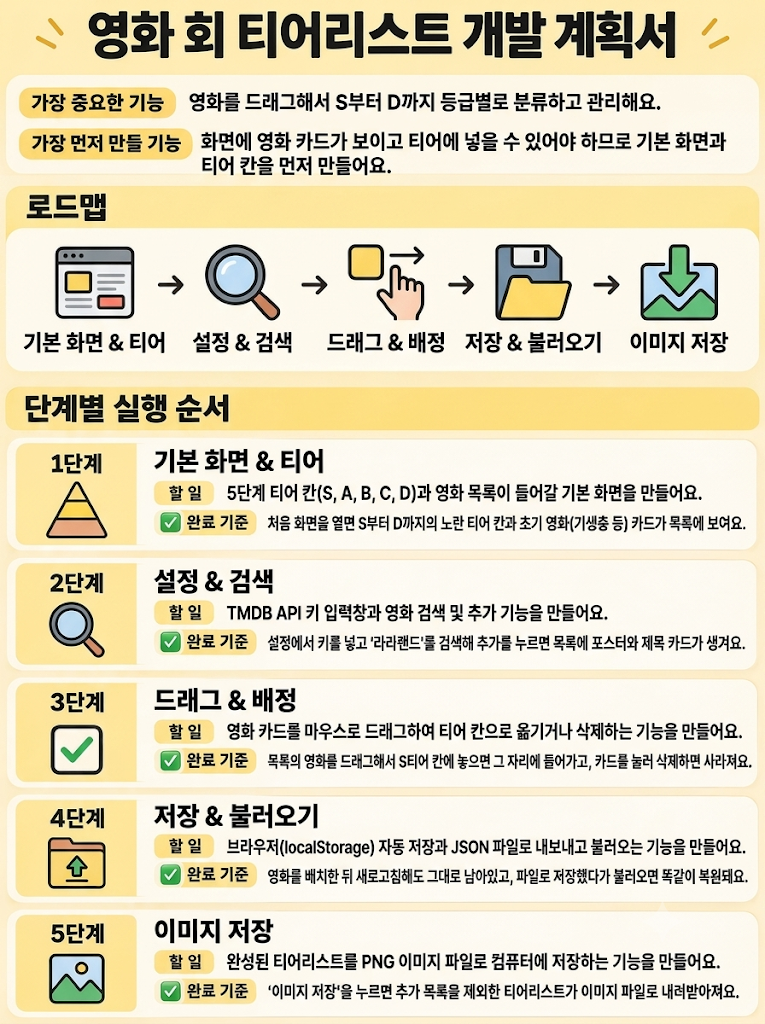 영화 회 티어리스트 개발 계획서
가장 중요한 기능 영화를 드래그해서 S부터 D까지 등급별로 분류하고 관리해요.
가장 먼저 만들 기능 화면에 영화 카드가 보이고 티어에 넣을 수 있어야 하므로 기본 화면과
티어 칸을 먼저 만들어요.
로드맵
기본 화면 & 티어 설정 & 검색 드래그 & 배정 저장 & 불러오기 이미지 저장
단계별 실행 순서
1단계
기본 화면 & 티어
할 일 5단계 티어 칸(S, A, B, C, D)과 영화 목록이 들어갈 기본 화면을 만들어요.
완료 기준 처음 화면을 열면 S부터 D까지의 노란 티어 칸과 초기 영화(기생충 등) 카드가 목록에 보여요.
2단계
설정 & 검색
할 일 TMDB API 키 입력창과 영화 검색 및 추가 기능을 만들어요.
완료 기준 설정에서 키를 넣고 '라라랜드'를 검색해 추가를 누르면 목록에 포스터와 제목 카드가 생겨요.
3단계
드래그 & 배정
할 일 영화 카드를 마우스로 드래그하여 티어 칸으로 옮기거나 삭제하는 기능을 만들어요.
완료 기준 목록의 영화를 드래그해서 S티어 칸에 놓으면 그 자리에 들어가고, 카드를 눌러 삭제하면 사라져요.
4단계
저장 & 불러오기
할 일 브라우저(localStorage) 자동 저장과 JSON 파일로 내보내고 불러오는 기능을 만들어요.
완료 기준 영화를 배치한 뒤 새로고침해도 그대로 남아있고, 파일로 저장했다가 불러오면 똑같이 복원돼요.
5단계
이미지 저장
할 일 완성된 티어리스트를 PNG 이미지 파일로 컴퓨터에 저장하는 기능을 만들어요.
완료 기준 '이미지 저장'을 누르면 추가 목록을 제외한 티어리스트가 이미지 파일로 내려받아져요.